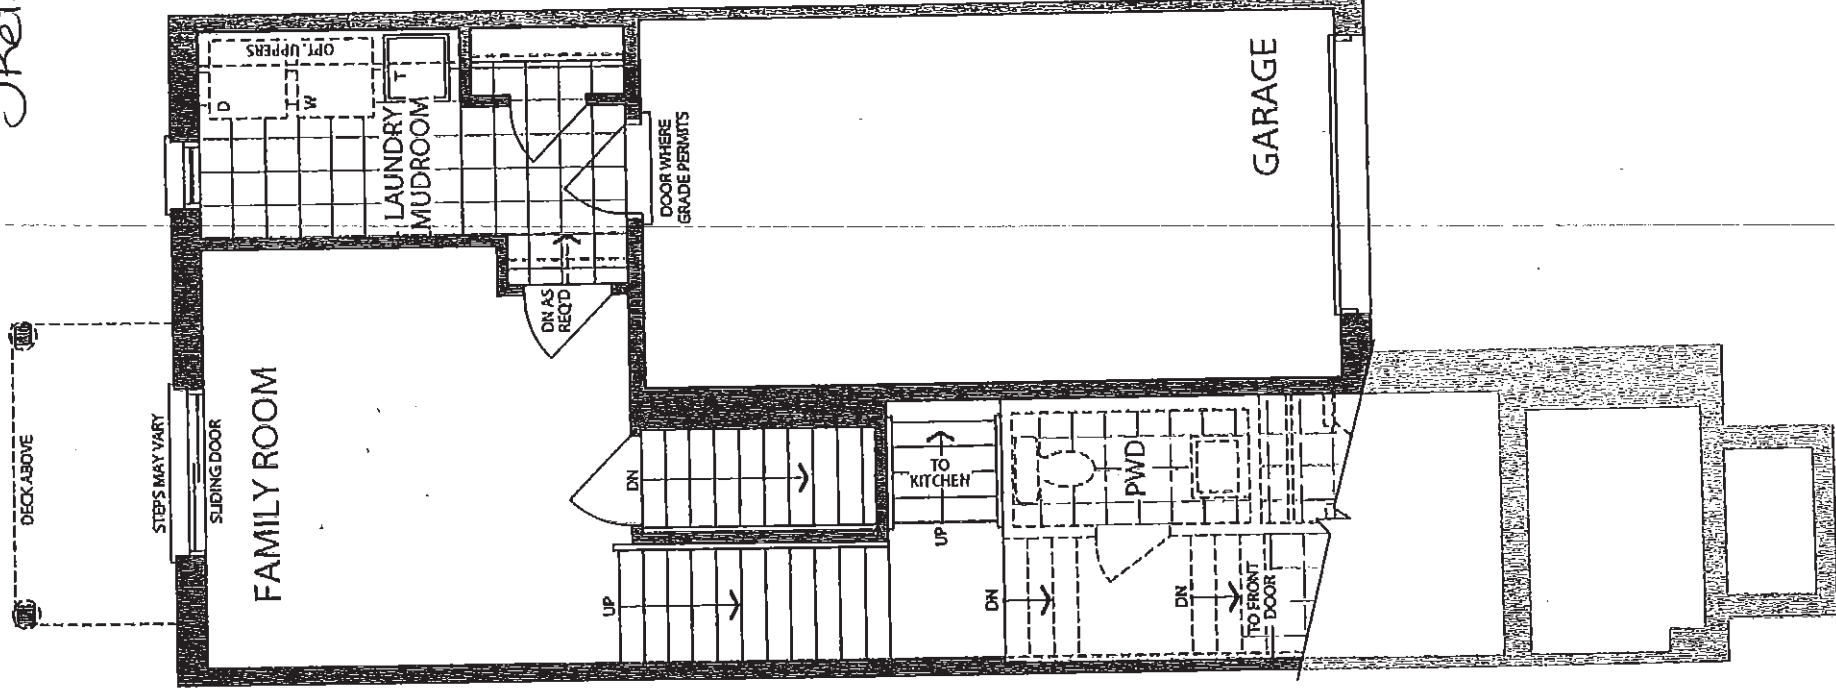 DECK ABOVE
STEPS MAY VARY
SLIDING DOOR
FAMILY ROOM
OPT. UPPERS
D
W
T
LAUNDRY
MUDROOM
DOOR WHERE
GRADE PERMITS
DN AS
REQ'D
GARAGE
DN
UP
TO
KITCHEN
UP
PWD
DN
DN
TO FRONT
DOOR